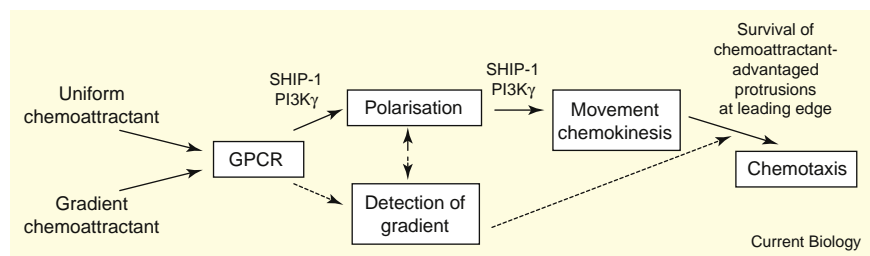 Uniform
chemoattractant
Gradient
chemoattractant
GPCR
SHIP-1
PI3Kγ
Polarisation
Detection of
gradient
SHIP-1
PI3Kγ
Movement
chemokinesis
Survival of
chemoattractant-
advantaged
protrusions
at leading edge
Chemotaxis
Current Biology